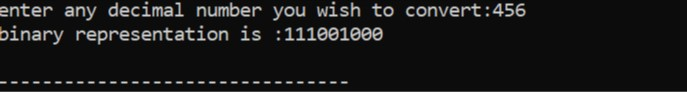 enter any decimal number you wish to convert:456
binary representation is :111001000
--------------------------------